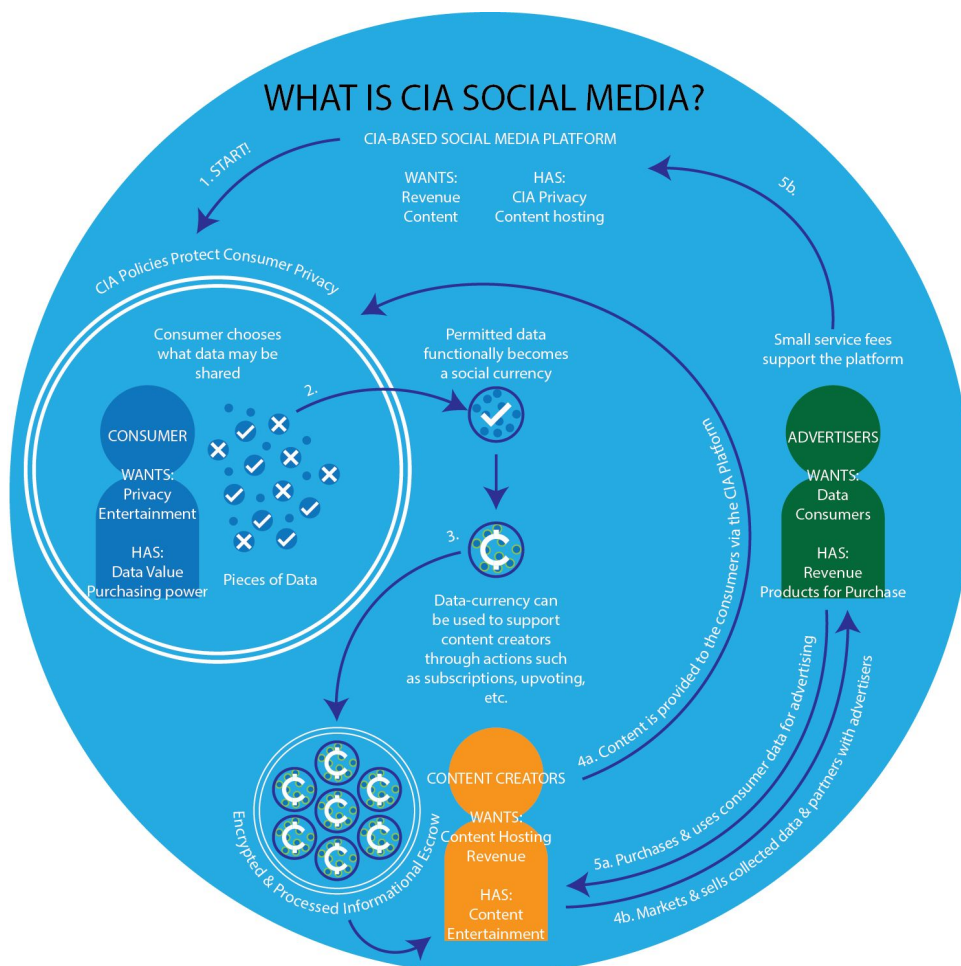 WHAT IS CIA SOCIAL MEDIA?
CIA-BASED SOCIAL MEDIA PLATFORM
WANTS:
Revenue
Content
HAS:
CIA Privacy
Content hosting
1. START!
5b.
CIA Policies Protect Consumer Privacy
Consumer chooses
what data may be
shared
2.
Permitted data
functionally becomes
a social currency
Small service fees
support the platform
CONSUMER
WANTS:
Privacy
Entertainment
HAS:
Data Value
Purchasing power
Pieces of Data
ADVERTISERS
WANTS:
Data
Consumers
HAS:
Revenue
Products for Purchase
3.
₵
Data-currency can
be used to support
content creators
through actions such
as subscriptions, upvoting,
etc.
₵
₵
₵
₵
₵
₵
₵
Encrypted & Processed Informational Escrow
CONTENT CREATORS
WANTS:
Content Hosting
Revenue
HAS:
Content
Entertainment
4a. Content is provided to the consumers via the CIA Platform
5a. Purchases & uses consumer data for advertising
4b. Markets & sells collected data & partners with advertisers